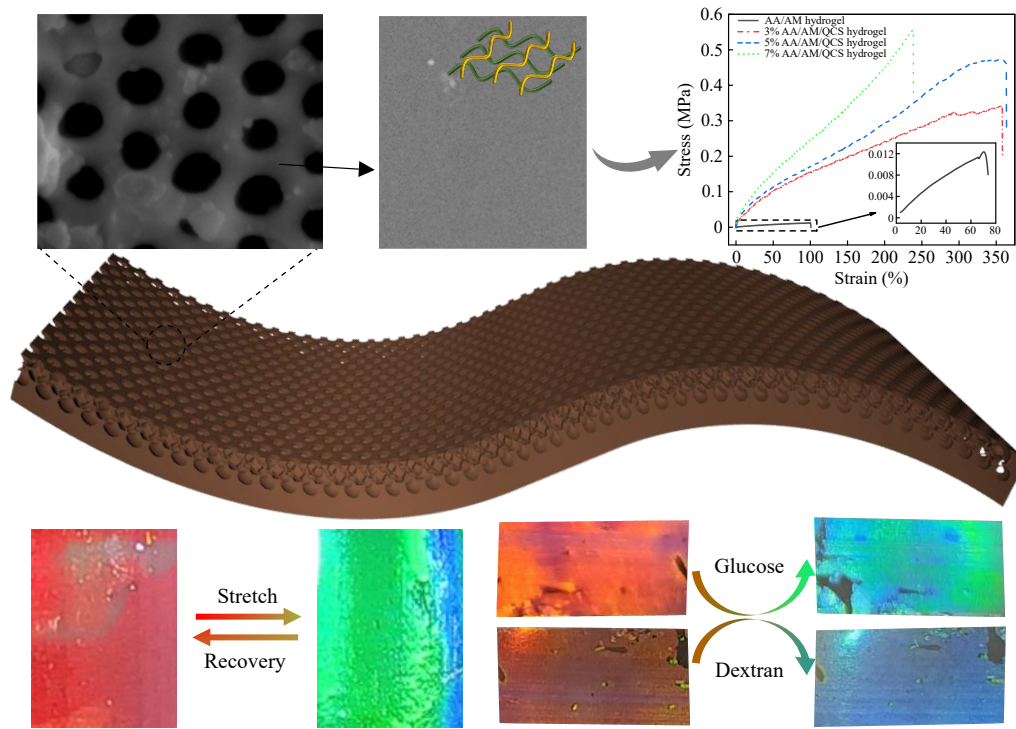 0.6
0.5
0.4
0.3
0.2
0.1
0
Stress (MPa)
AA/AM hydrogel
3% AA/AM/QCS hydrogel
5% AA/AM/QCS hydrogel
7% AA/AM/QCS hydrogel
0.012
0.008
0.004
0
0 20 40 60 80
0 50 100 150 200 250 300 350
Strain (%)
Stretch
Recovery
Glucose
Dextran